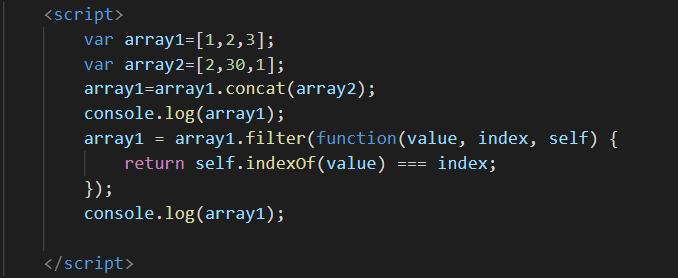 <script>
var array1=[1,2,3];
var array2=[2,30,1];
array1=array1.concat(array2);
console.log(array1);
array1 = array1.filter(function(value, index, self) {
return self.indexOf(value) === index;
});
console.log(array1);
</script>